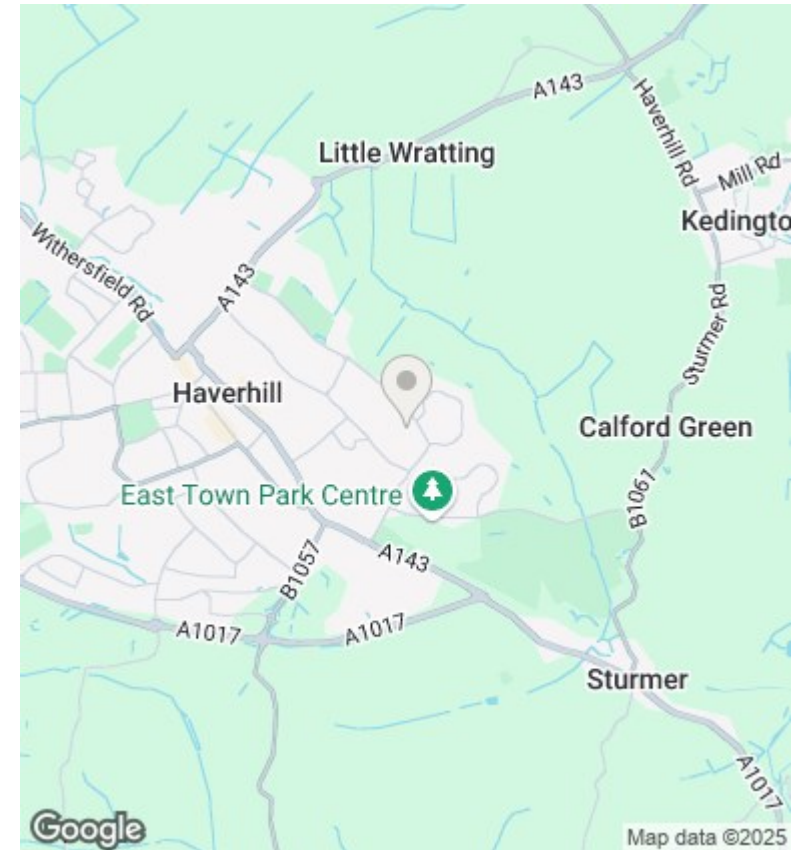 A143
Little Wratting
Haverhill Rd
Mill Rd
Kedingto
Withersfield Rd
A143
Sturmer Rd
Haverhill
Calford Green
East Town Park Centre
B1061
B1057
A143
A1017
A1017
Sturmer
A1017
Google
Map data ©2025